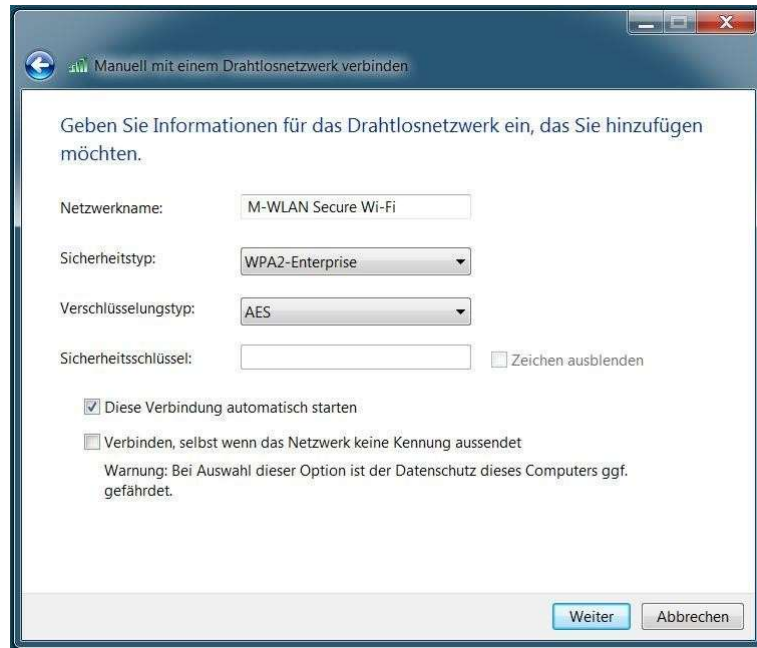 Manuell mit einem Drahtlosnetzwerk verbinden
Geben Sie Informationen für das Drahtlosnetzwerk ein, das Sie hinzufügen
möchten.
Netzwerkname: M-WLAN Secure Wi-Fi
Sicherheitstyp: WPA2-Enterprise
Verschlüsselungstyp: AES
Sicherheitsschlüssel: Zeichen ausblenden
Diese Verbindung automatisch starten
Verbinden, selbst wenn das Netzwerk keine Kennung aussendet
Warnung: Bei Auswahl dieser Option ist der Datenschutz dieses Computers ggf.
gefährdet.
Weiter Abbrechen